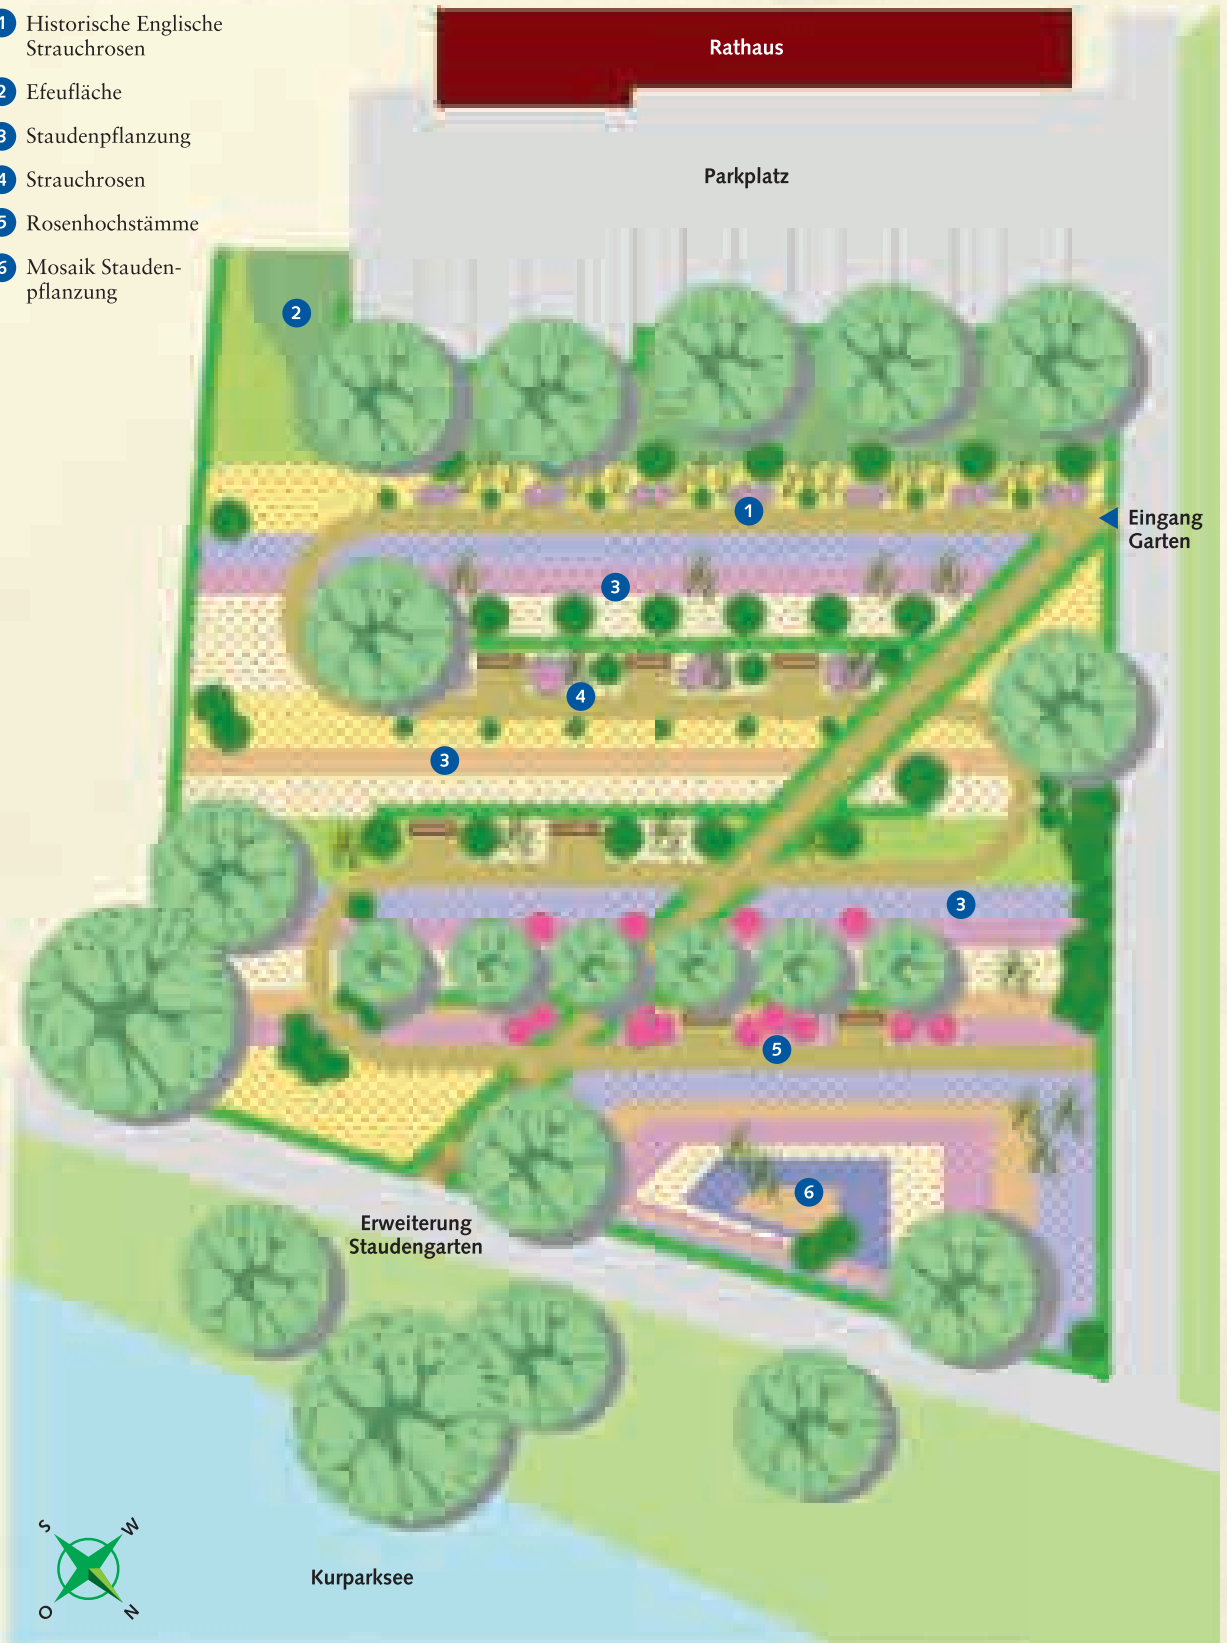 1 Historische Englische
Strauchrosen
2 Efeufläche
3 Staudenpflanzung
4 Strauchrosen
5 Rosenhochstämme
6 Mosaik Stauden-
pflanzung
Rathaus
Parkplatz
2
1
Eingang
Garten
3
4
3
3
5
6
Erweiterung
Staudengarten
Kurparksee
S
W
O
N